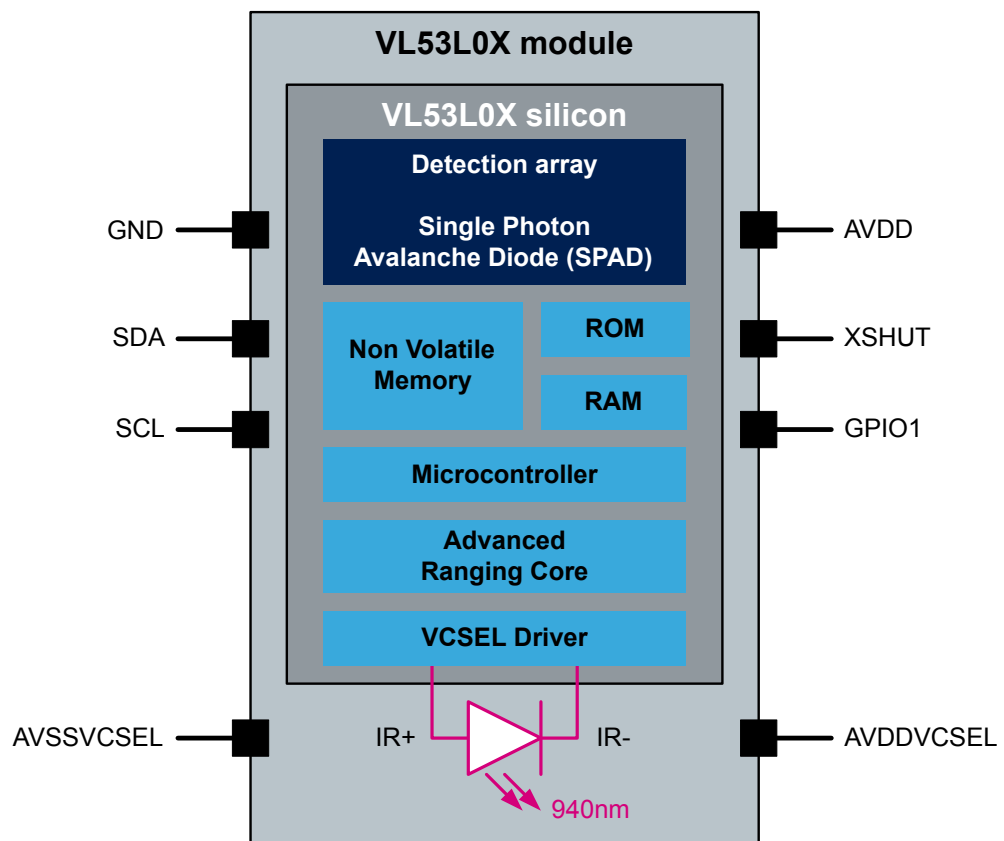 VL53L0X module
VL53L0X silicon
Detection array
Single Photon
Avalanche Diode (SPAD)
GND
AVDD
SDA
Non Volatile
Memory
ROM
XSHUT
RAM
SCL
GPIO1
Microcontroller
Advanced
Ranging Core
VCSEL Driver
AVSSVCSEL
IR+
IR-
AVDDVCSEL
940nm